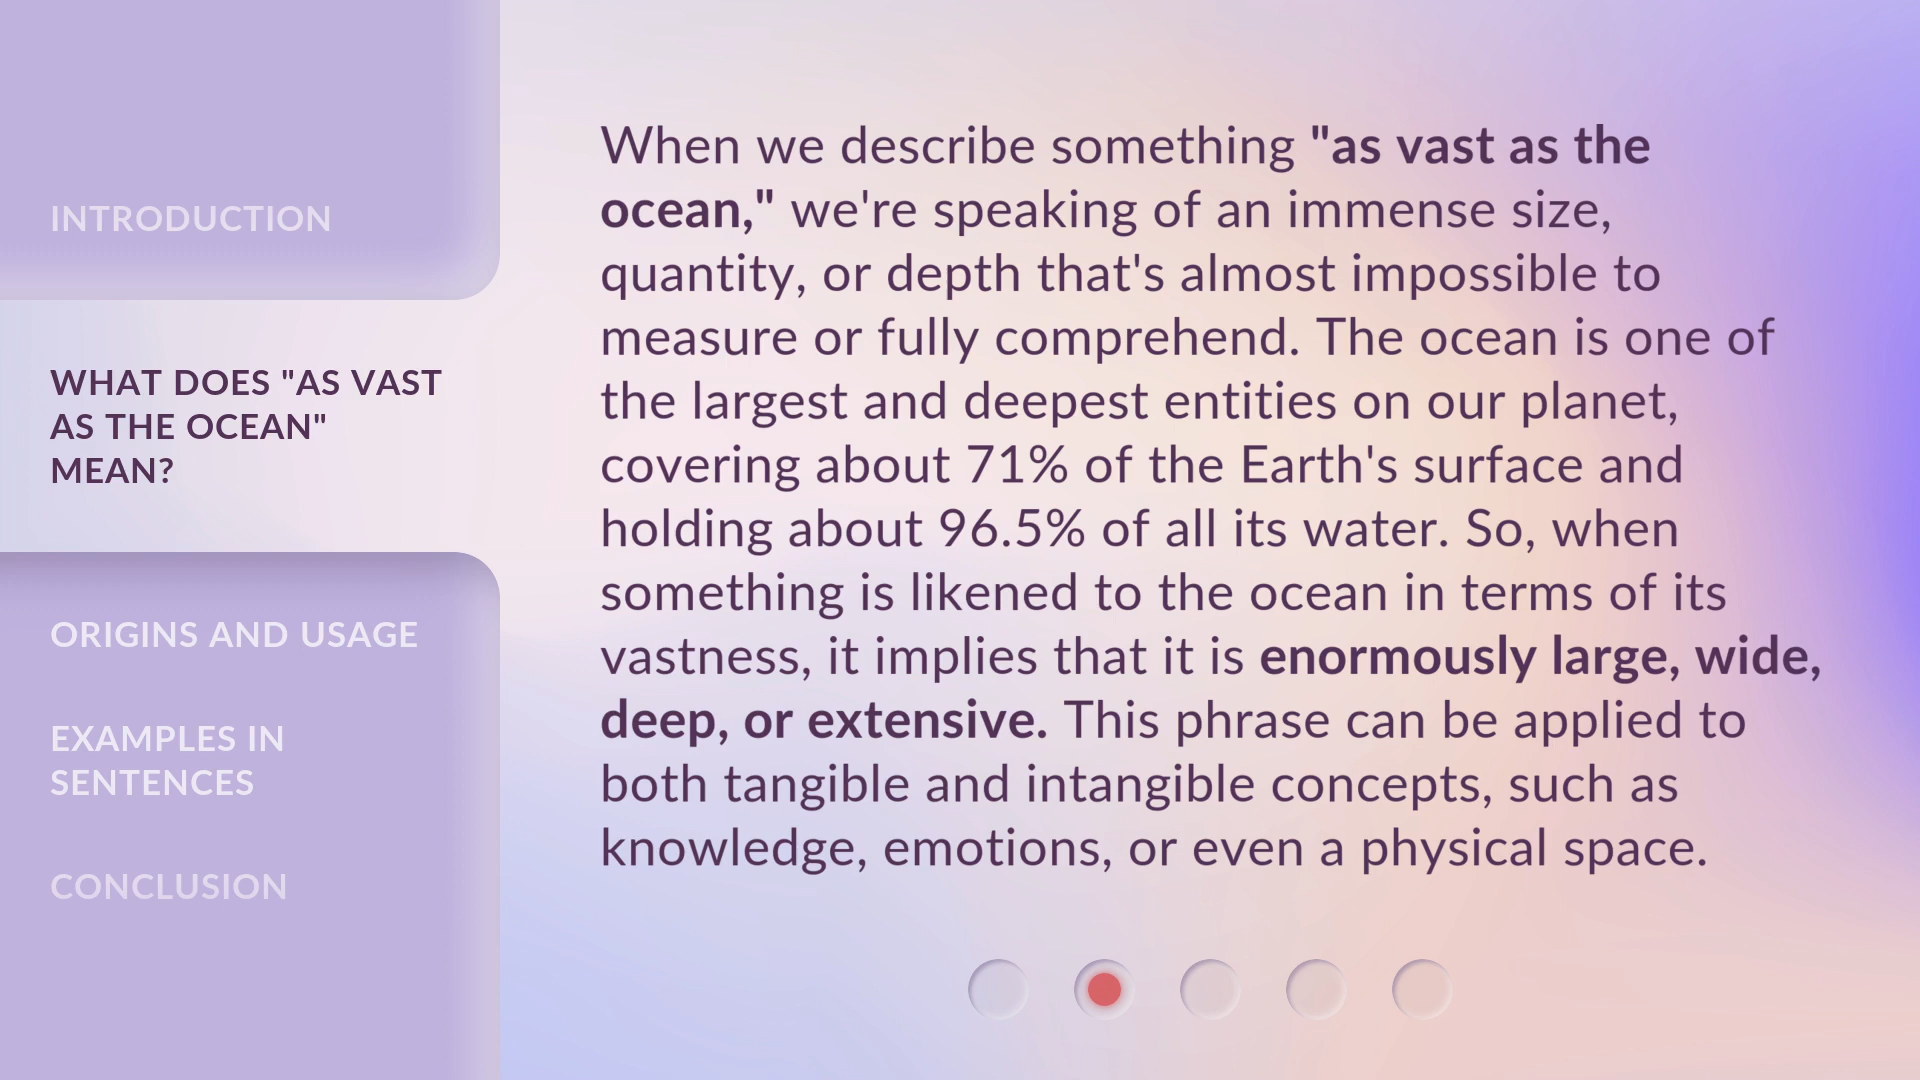 INTRODUCTION
WHAT DOES "AS VAST
AS THE OCEAN"
MEAN?
ORIGINS AND USAGE
EXAMPLES IN
SENTENCES
CONCLUSION
When we describe something "as vast as the
ocean," we're speaking of an immense size,
quantity, or depth that's almost impossible to
measure or fully comprehend. The ocean is one of
the largest and deepest entities on our planet,
covering about 71% of the Earth's surface and
holding about 96.5% of all its water. So, when
something is likened to the ocean in terms of its
vastness, it implies that it is enormously large, wide,
deep, or extensive. This phrase can be applied to
both tangible and intangible concepts, such as
knowledge, emotions, or even a physical space.